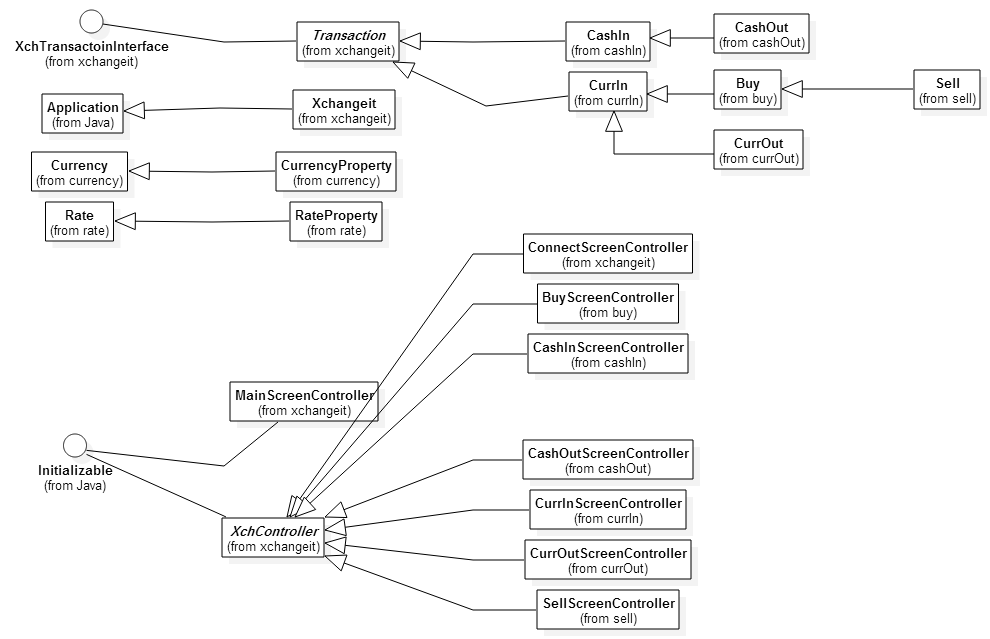 XchTransactoinInterface
(from xchangeit)
Transaction
(from xchangeit)
CashIn
(from cashIn)
CashOut
(from cashOut)
CurrIn
(from currIn)
Buy
(from buy)
Sell
(from sell)
CurrOut
(from currOut)
Application
(from Java)
Xchangeit
(from xchangeit)
Currency
(from currency)
CurrencyProperty
(from currency)
Rate
(from rate)
RateProperty
(from rate)
ConnectScreenController
(from xchangeit)
BuyScreenController
(from buy)
CashInScreenController
(from cashIn)
MainScreenController
(from xchangeit)
Initializable
(from Java)
CashOutScreenController
(from cashOut)
CurrInScreenController
(from currIn)
XchController
(from xchangeit)
CurrOutScreenController
(from currOut)
SellScreenController
(from sell)